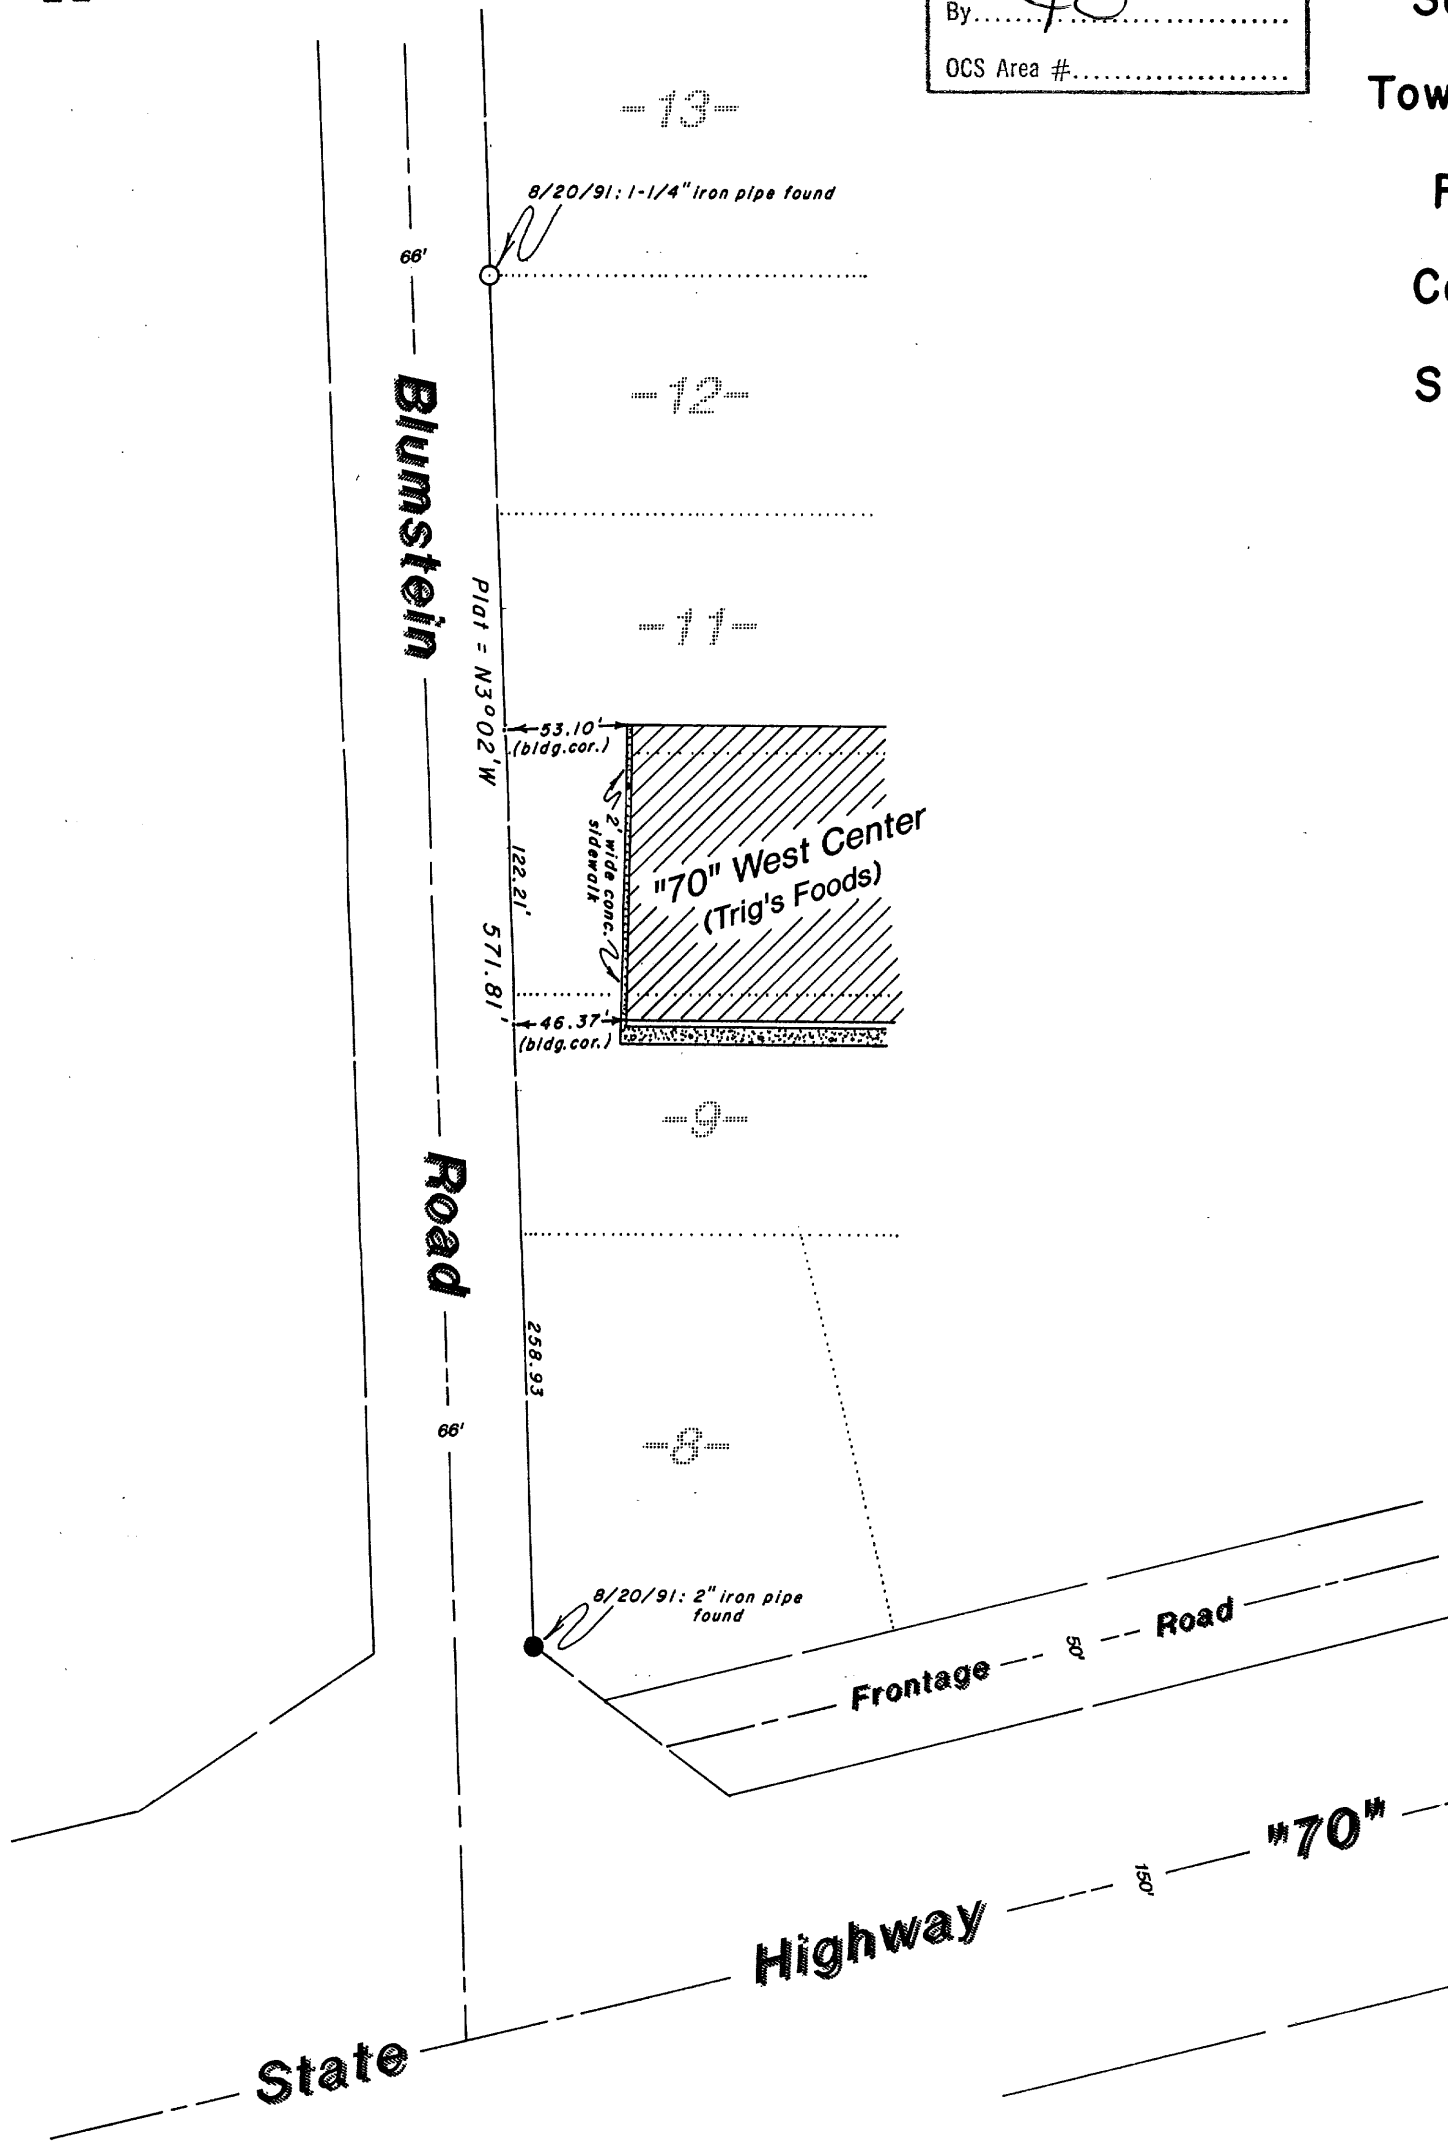 By
OCS Area #
Tow
-13-
8/20/91: 1-1/4" iron pipe found
66'
-12-
Blumstein
Plat = N3°02'W
-11-
53.10'
(bldg.cor.)
122.21'
571.81'
2' wide conc.
sidewalk
"70" West Center
(Trig's Foods)
46.37'
(bldg.cor.)
-9-
Road
258.93
66'
-8-
8/20/91: 2" iron pipe
found
Frontage 50' Road
State Highway 150' "70"